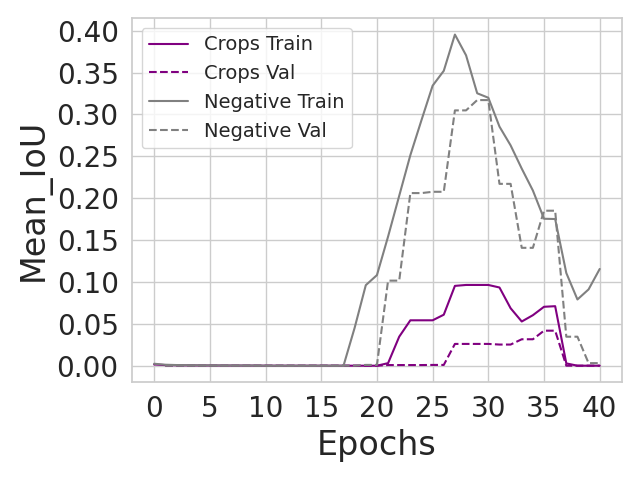 0.40
0.35
0.30
0.25
0.20
0.15
0.10
0.05
0.00
Mean_IoU
Crops Train
Crops Val
Negative Train
Negative Val
0 5 10 15 20 25 30 35 40
Epochs